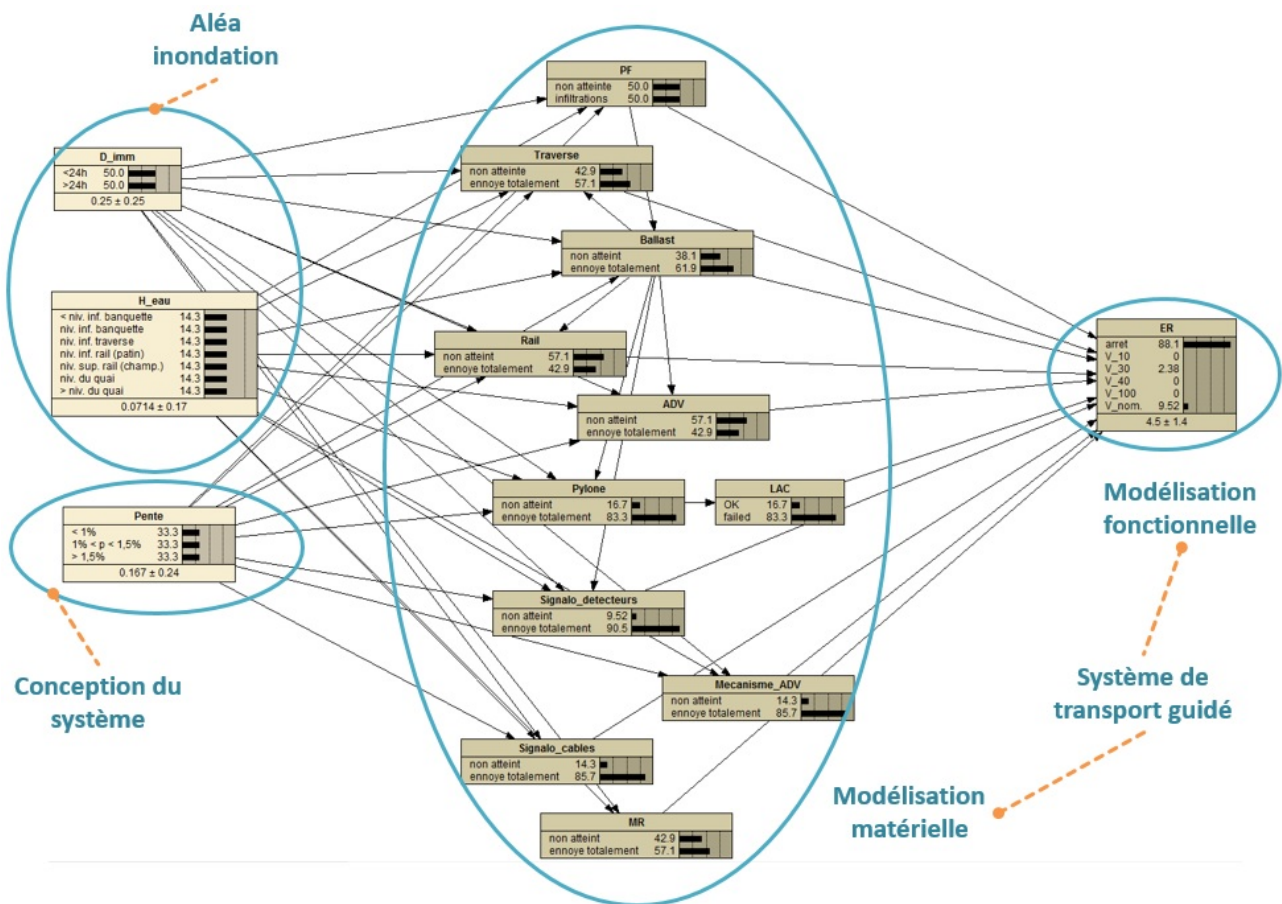 Aléa
inondation
PF
non atteinte 50.0
infiltrations 50.0
D_imm
<24h 50.0
>24h 50.0
0.25 ± 0.25
Traverse
non atteinte 42.9
ennoye totalement 57.1
Ballast
non atteint 38.1
ennoye totalement 61.9
H_eau
< niv. inf. banquette 14.3
niv. inf. banquette 14.3
niv. inf. traverse 14.3
niv. inf. rail (patin) 14.3
niv. sup. rail (champ.) 14.3
niv. du quai 14.3
> niv. du quai 14.3
0.0714 ± 0.17
Rail
non atteint 57.1
ennoye totalement 42.9
ER
arret 88.1
V_10 0
V_30 2.38
V_40 0
V_100 0
V_nom. 9.52
4.5 ± 1.4
ADV
non atteint 57.1
ennoye totalement 42.9
Pylone
non atteint 16.7
ennoye totalement 83.3
LAC
OK 16.7
failed 83.3
Pente
< 1% 33.3
1% < p < 1,5% 33.3
> 1,5% 33.3
0.167 ± 0.24
Modélisation
fonctionnelle
Signalo_detecteurs
non atteint 9.52
ennoye totalement 90.5
Conception du
système
Mecanisme_ADV
non atteint 14.3
ennoye totalement 85.7
Système de
transport guidé
Signalo_cables
non atteint 14.3
ennoye totalement 85.7
Modélisation
matérielle
MR
non atteint 42.9
ennoye totalement 57.1